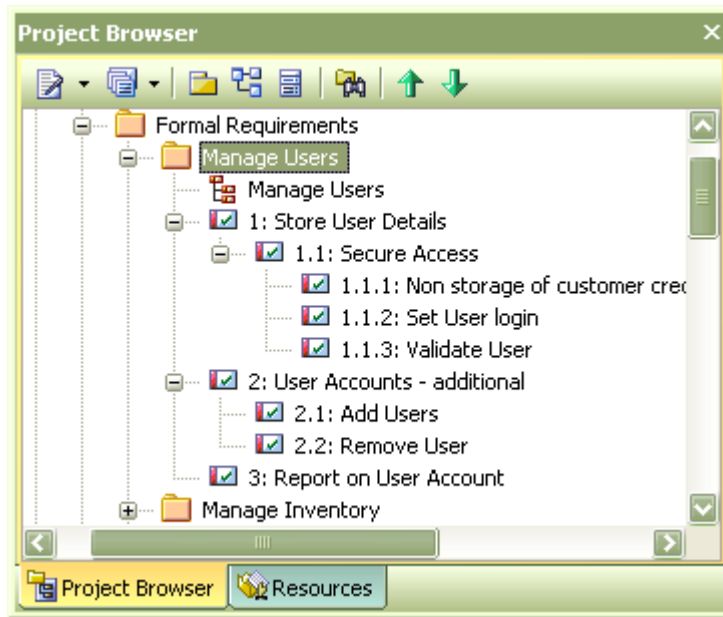 Project Browser
Formal Requirements
Manage Users
Manage Users
1: Store User Details
1.1: Secure Access
1.1.1: Non storage of customer
1.1.2: Set User login
1.1.3: Validate User
2: User Accounts - additional
2.1: Add Users
2.2: Remove User
3: Report on User Account
Manage Inventory
Project Browser
Resources